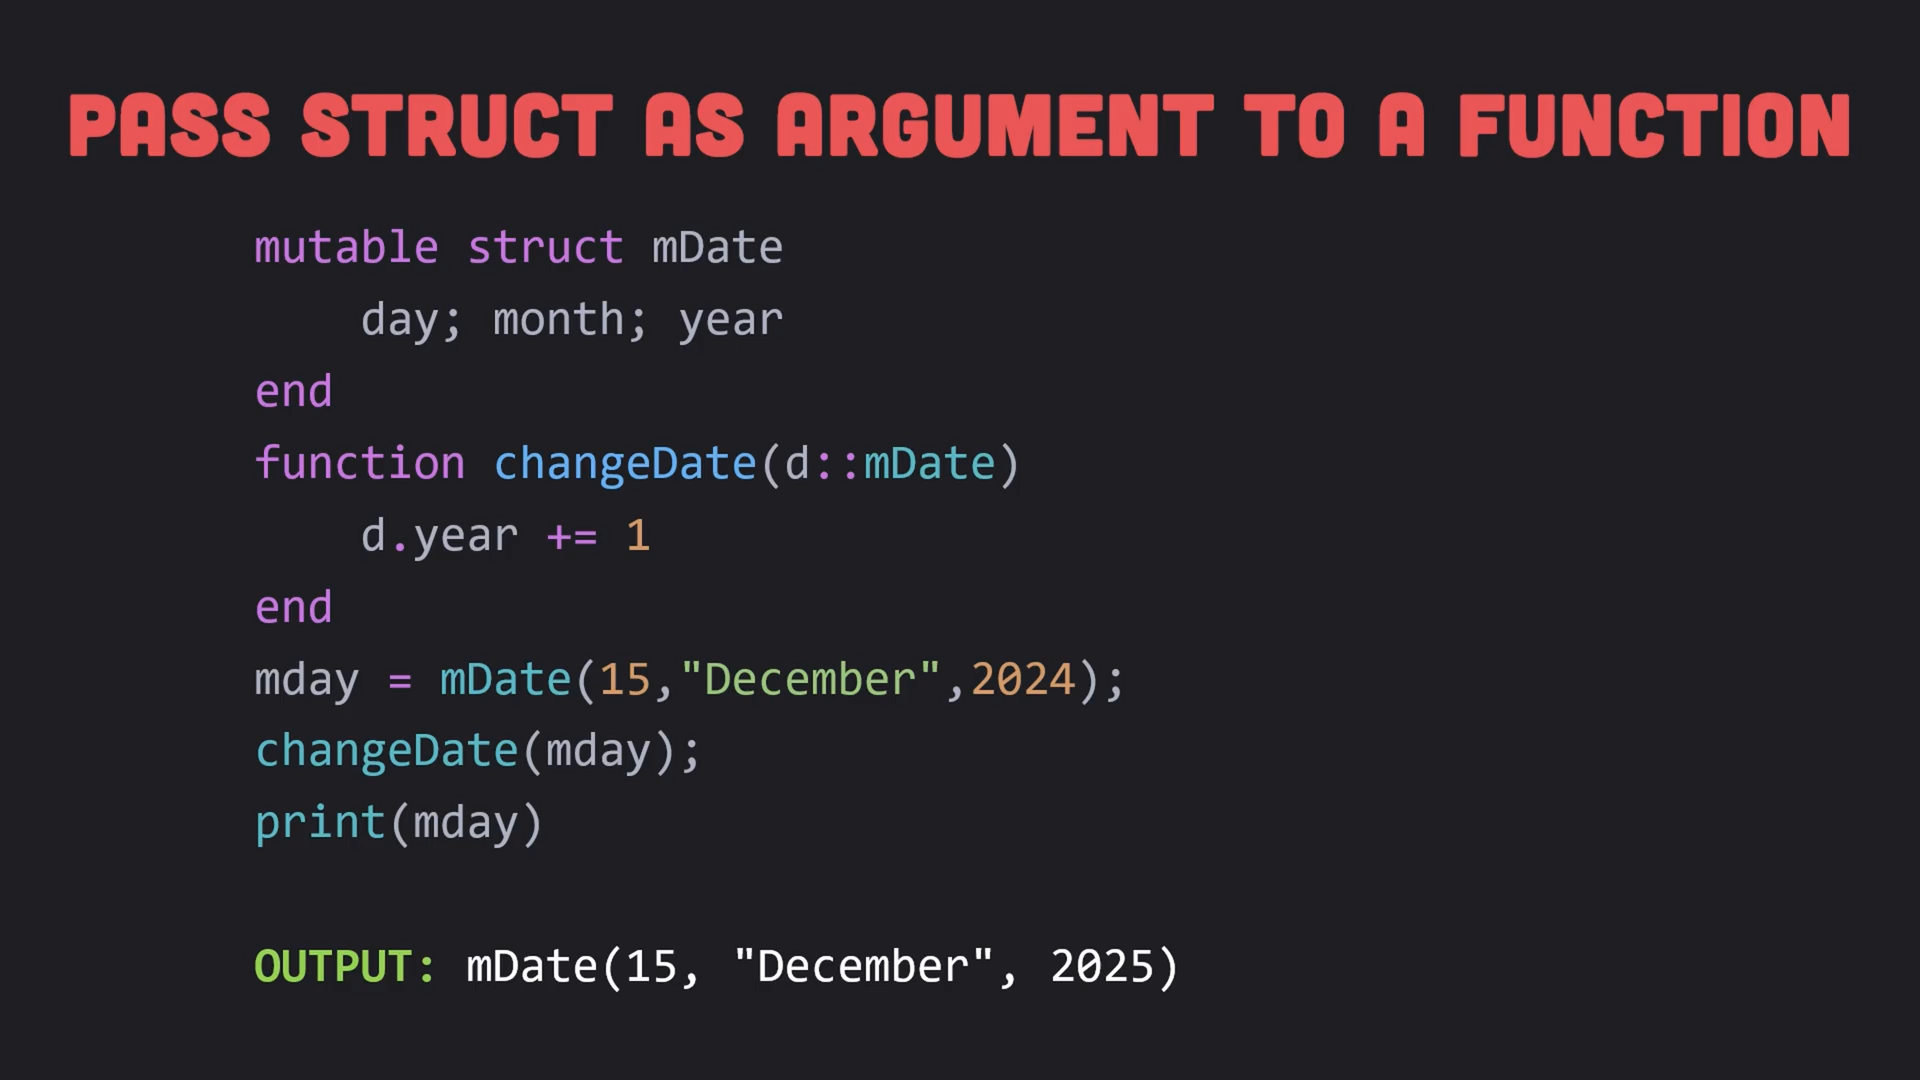 PASS STRUCT AS ARGUMENT TO A FUNCTION
mutable struct mDate
    day; month; year
end
function changeDate(d::mDate)
    d.year += 1
end
mday = mDate(15,"December",2024);
changeDate(mday);
print(mday)
OUTPUT: mDate(15, "December", 2025)